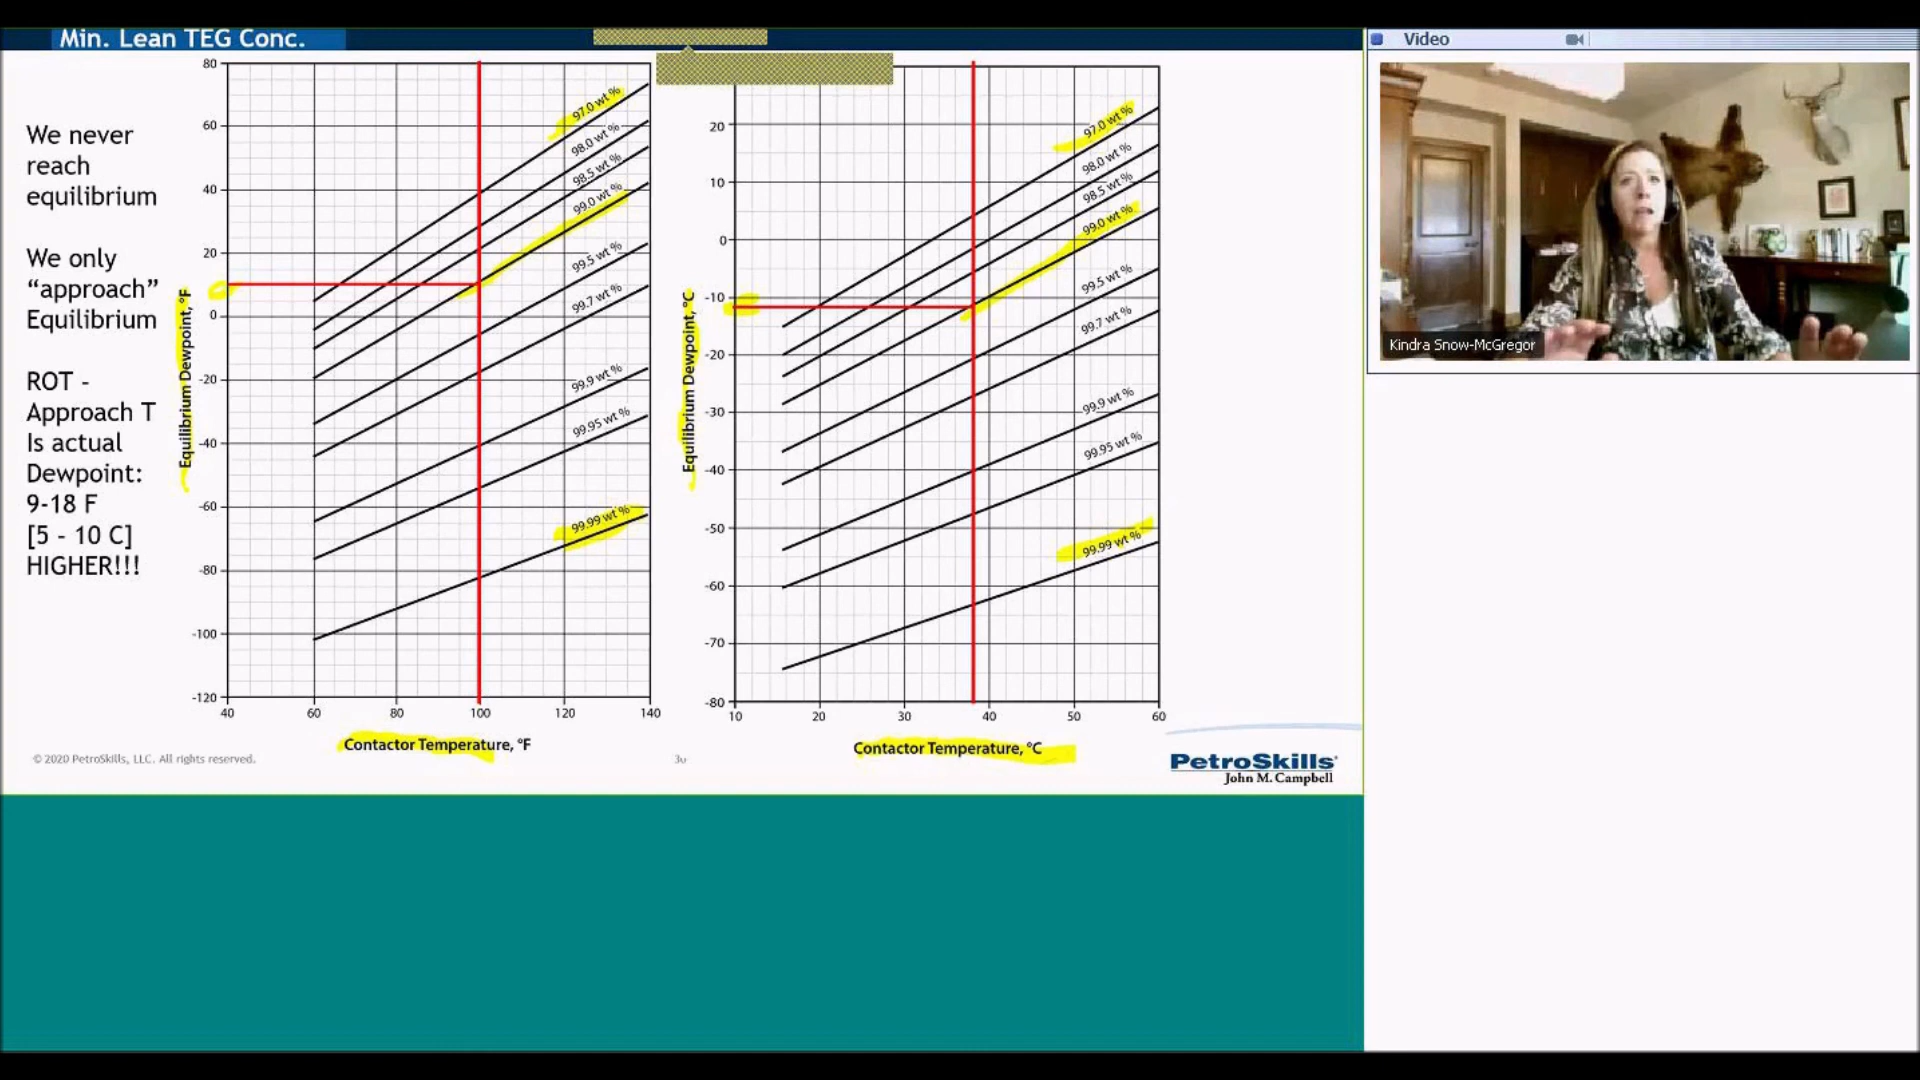 Min. Lean TEG Conc.
We never
reach
equilibrium
We only
“approach”
Equilibrium
ROT -
Approach T
Is actual
Dewpoint:
9-18 F
[5 - 10 C]
HIGHER!!!
Equilibrium Dewpoint, °F
80
60
40
20
0
-20
-40
-60
-80
-100
-120
40
60
80
100
120
140
97.0 wt %
98.0 wt %
98.5 wt %
99.0 wt %
99.5 wt %
99.7 wt %
99.9 wt %
99.95 wt %
99.99 wt %
Contactor Temperature, °F
Equilibrium Dewpoint, °C
20
10
0
-10
-20
-30
-40
-50
-60
-70
-80
10
20
30
40
50
60
97.0 wt %
98.0 wt %
98.5 wt %
99.0 wt %
99.5 wt %
99.7 wt %
99.9 wt %
99.95 wt %
99.99 wt %
Contactor Temperature, °C
© 2020 PetroSkills, LLC. All rights reserved.
PetroSkills
John M. Campbell
Video
Kindra Snow-McGregor